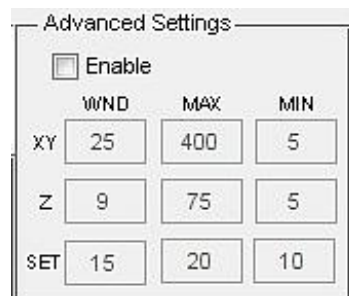 Advanced Settings
Enable
WND MAX MIN
XY 25 400 5
Z 9 75 5
SET 15 20 10